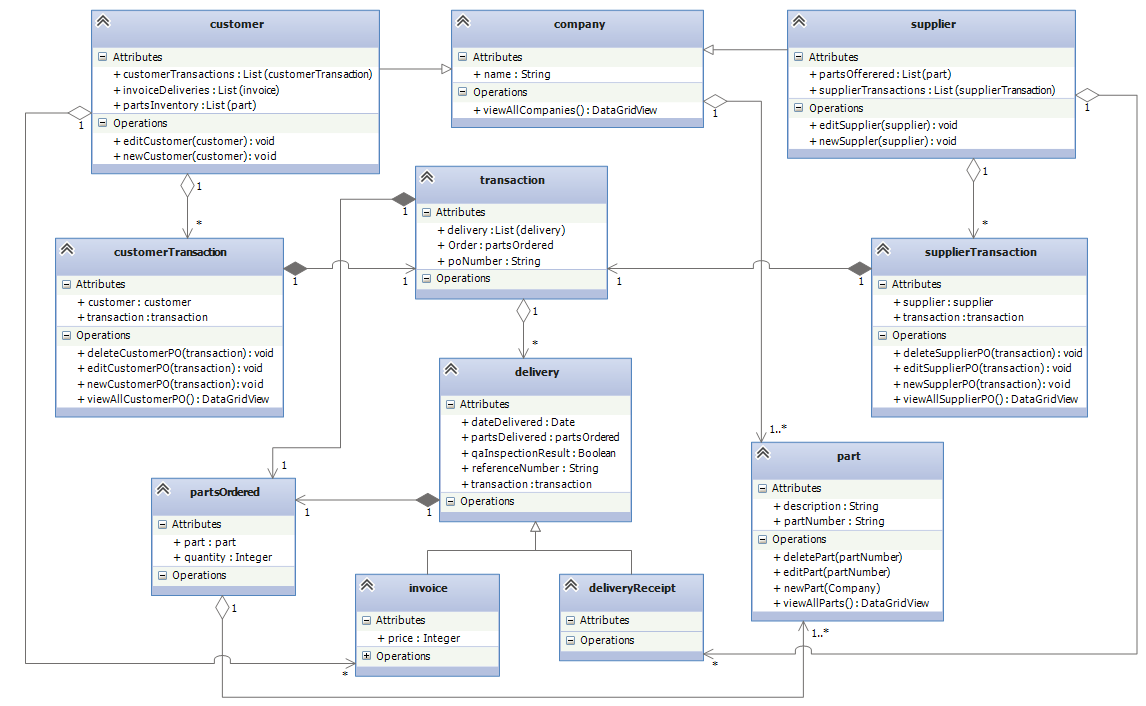 customer
Attributes
+ customerTransactions : List (customerTransaction)
+ invoiceDeliveries : List (invoice)
+ partsInventory : List (part)
Operations
+ editCustomer(customer) : void
+ newCustomer(customer) : void
company
Attributes
+ name : String
Operations
+ viewAllCompanies() : DataGridView
supplier
Attributes
+ partsOfferered : List(part)
+ supplierTransactions : List (supplierTransaction)
Operations
+ editSupplier(supplier) : void
+ newSuppler(supplier) : void
1
1
1
1
*
1
*
transaction
Attributes
+ delivery : List (delivery)
+ Order : partsOrdered
+ poNumber : String
Operations
1
1
1
1
1
customerTransaction
Attributes
+ customer : customer
+ transaction : transaction
Operations
+ deleteCustomerPO(transaction) : void
+ editCustomerPO(transaction) : void
+ newCustomerPO(transaction) : void
+ viewAllCustomerPO() : DataGridView
supplierTransaction
Attributes
+ supplier : supplier
+ transaction : transaction
Operations
+ deleteSupplierPO(transaction) : void
+ editSupplierPO(transaction) : void
+ newSupplerPO(transaction) : void
+ viewAllSupplierPO() : DataGridView
1
*
delivery
Attributes
+ dateDelivered : Date
+ partsDelivered : partsOrdered
+ qaInspectionResult : Boolean
+ referenceNumber : String
+ transaction : transaction
Operations
1..*
part
Attributes
+ description : String
+ partNumber : String
Operations
+ deletePart(partNumber)
+ editPart(partNumber)
+ newPart(Company)
+ viewAllParts() : DataGridView
1
partsOrdered
Attributes
+ part : part
+ quantity : Integer
Operations
1
1
1
invoice
Attributes
+ price : Integer
Operations
*
deliveryReceipt
Attributes
Operations
*
1..*